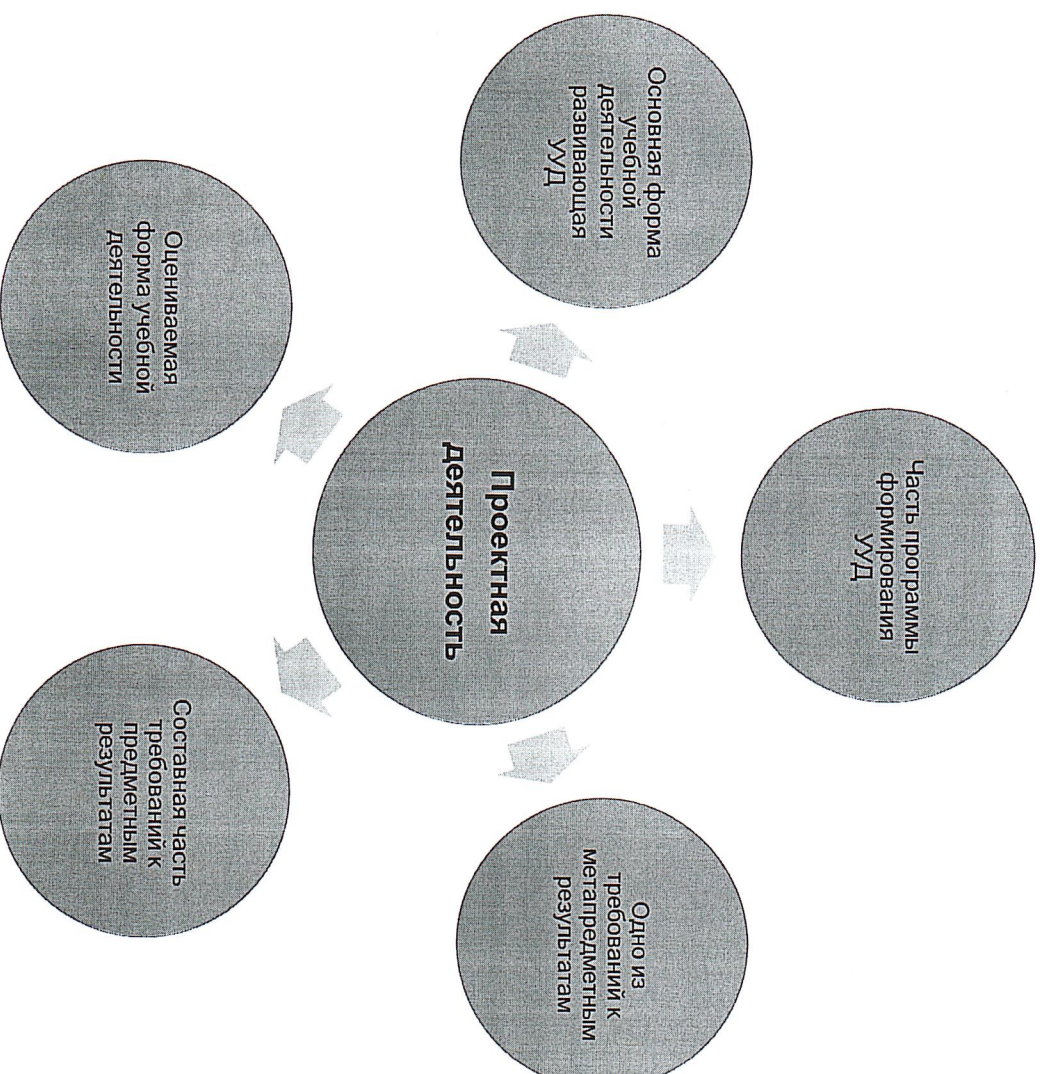 Часть программы
формирования
УУД
Основная форма
учебной
деятельности
развивающая
УУД
Одно из
требований к
метапредметным
результатам
Проектная
деятельность
Оцениваемая
форма учебной
деятельности
Составная часть
требований к
предметным
результатам